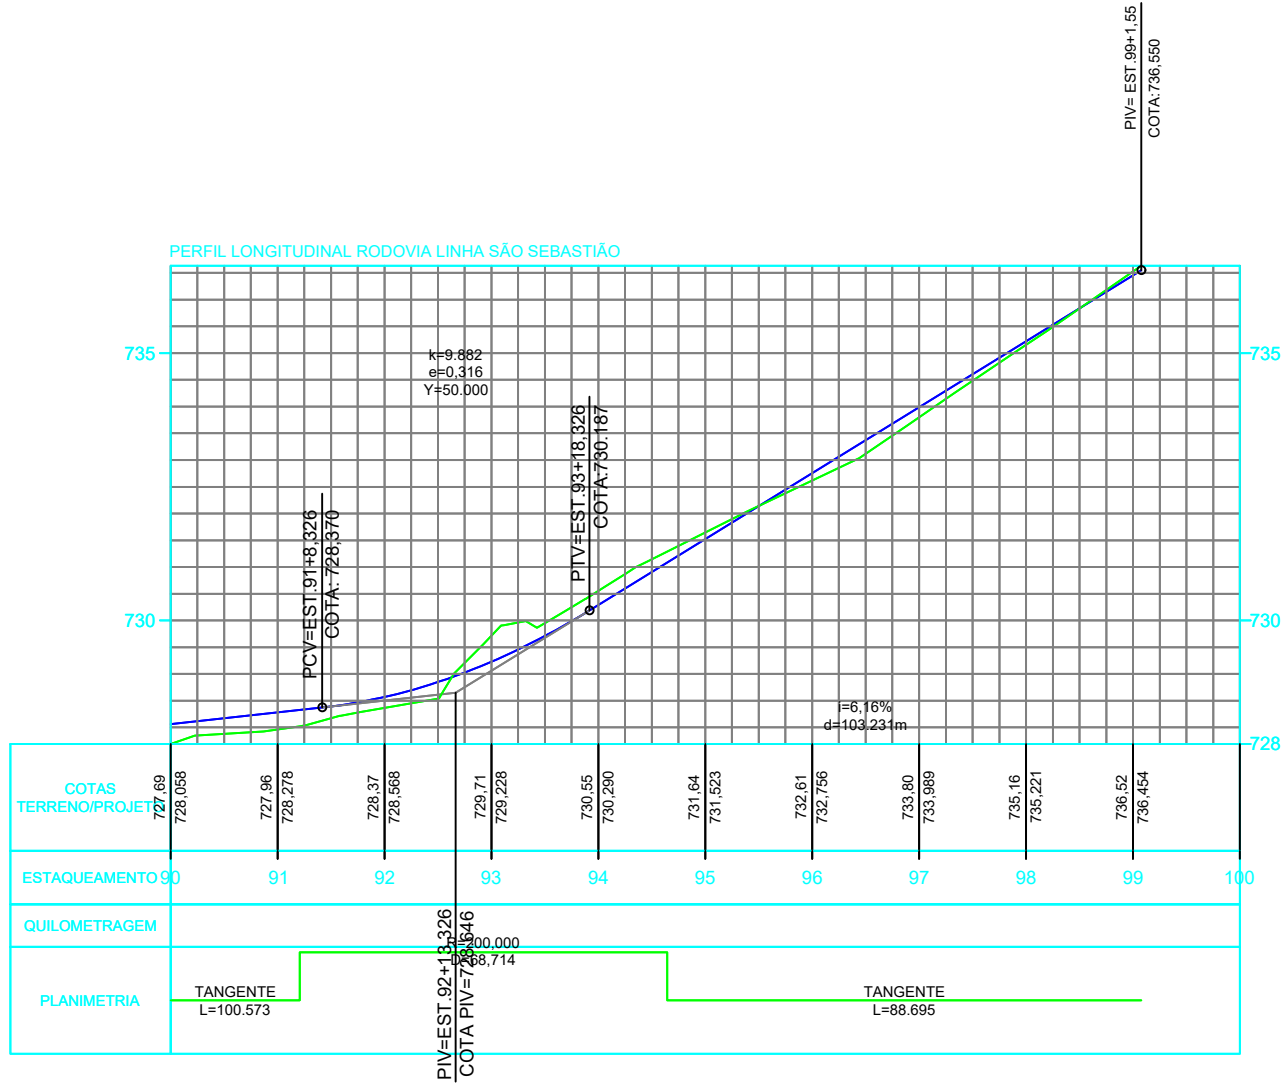 PIV= EST.99+1,55
COTA:736,550
PERFIL LONGITUDINAL RODOVIA LINHA SÃO SEBASTIÃO
735
735
k=9.882
e=0,316
Y=50.000
PTV=EST.93+18,326
COTA:730.187
PCV=EST.91+8,326
COTA: 728,370
730
730
i=6,16%
d=103.231m
728
COTAS
TERRENO/PROJETO
727,69
728,058
727,96
728,278
728,37
728,568
729,71
729,228
730,55
730,290
731,64
731,523
732,61
732,756
733,80
733,989
735,16
735,221
736,52
736,454
ESTAQUEAMENTO
90 91 92 93 94 95 96 97 98 99 100
QUILOMETRAGEM
PIV=EST.92+13,326
COTA PIV=728,646
R=200,000
D=68,714
PLANIMETRIA
TANGENTE
L=100.573
TANGENTE
L=88.695